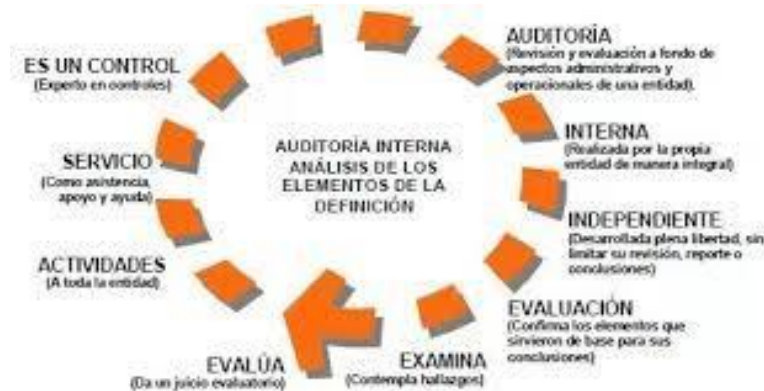 AUDITORÍA INTERNA
ANÁLISIS DE LOS
ELEMENTOS DE LA
DEFINICIÓN
AUDITORÍA
(Revisión y evaluación a fondo de
aspectos administrativos y
operacionales de una entidad).
INTERNA
(Realizada por la propia
entidad de manera integral)
INDEPENDIENTE
(Desarrollada plena libertad, sin
limitar su revisión, reporte o
conclusiones)
EVALUACIÓN
(Confirma los elementos que
sirvieron de base para sus
conclusiones)
EXAMINA
(Contempla hallazgos)
EVALÚA
(Da un juicio evaluatorio)
ACTIVIDADES
(A toda la entidad)
SERVICIO
(Como asistencia,
apoyo y ayuda)
ES UN CONTROL
(Experto en controles)